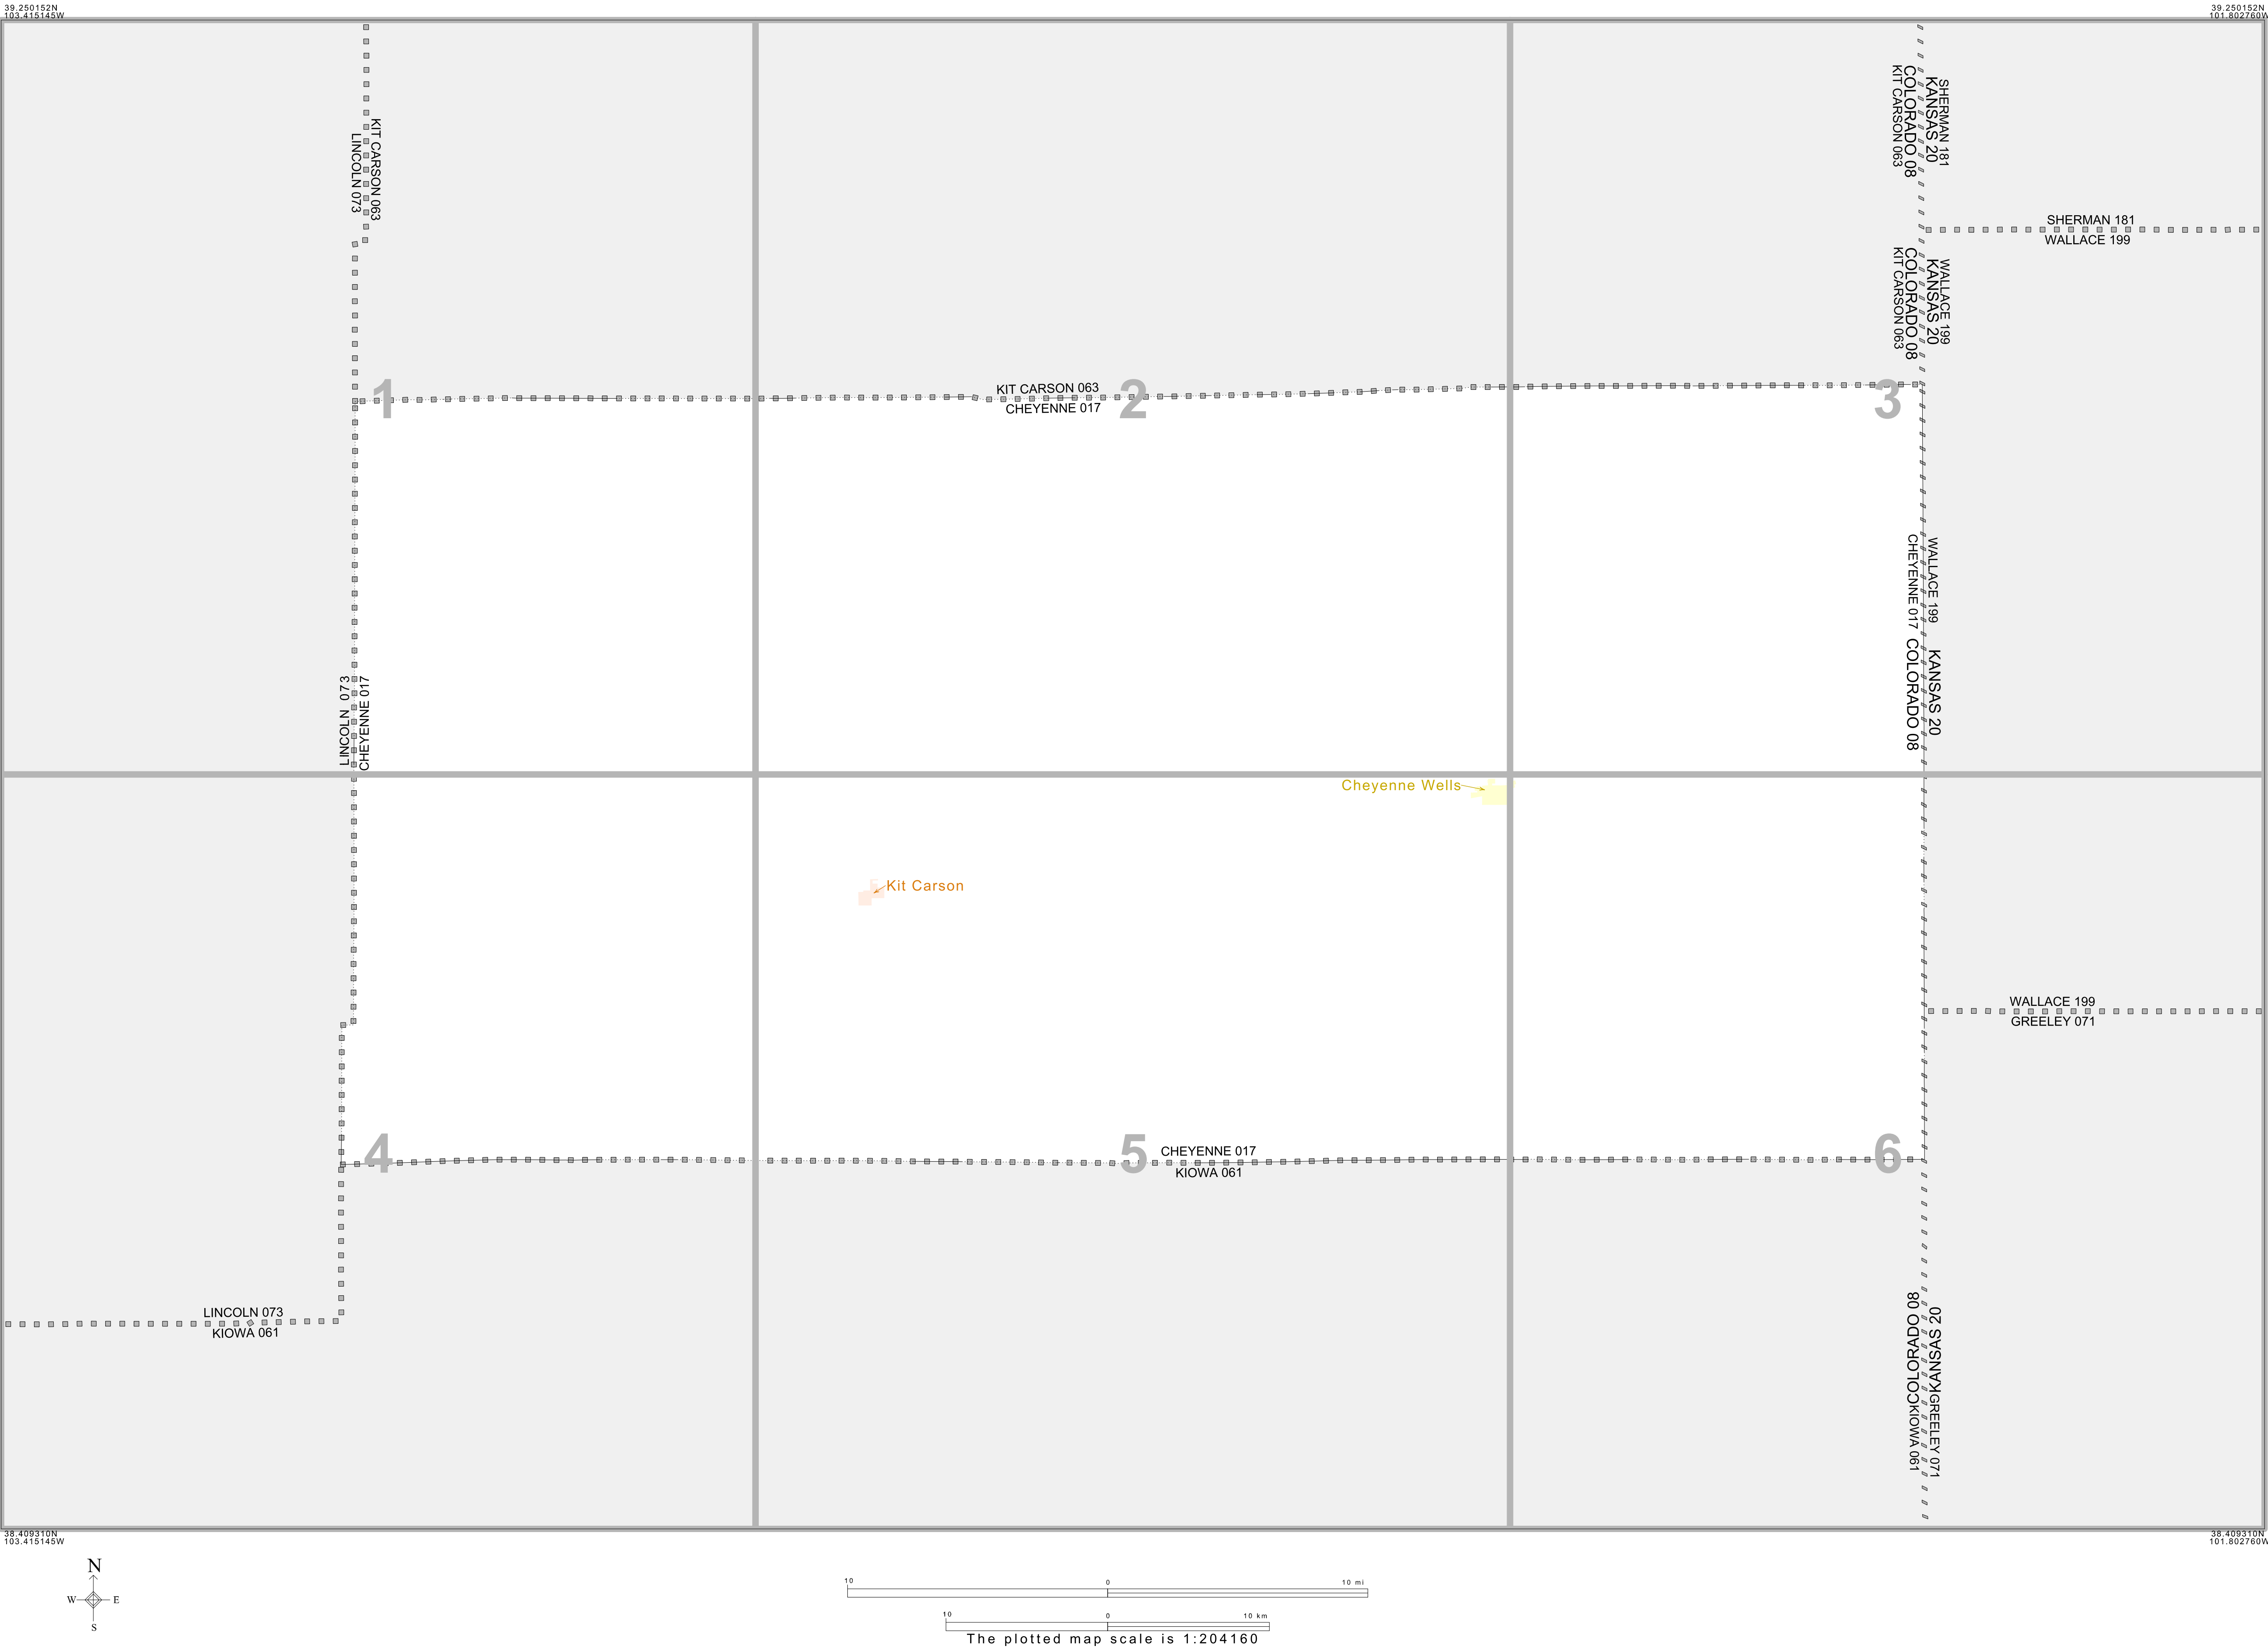 39.250152N
103.415145W
39.250152N
101.802760W
KIT CARSON 063
LINCOLN 073
SHERMAN 181
KANSAS 20
COLORADO 08
KIT CARSON 063
SHERMAN 181
WALLACE 199
WALLACE 199
KANSAS 20
COLORADO 08
KIT CARSON 063
1
KIT CARSON 063
CHEYENNE 017
2
3
WALLACE 199
CHEYENNE 017
KANSAS 20
COLORADO 08
LINCOLN 073
CHEYENNE 017
Cheyenne Wells
Kit Carson
WALLACE 199
GREELEY 071
4
5
CHEYENNE 017
KIOWA 061
6
LINCOLN 073
KIOWA 061
COLORADO 08
KANSAS 20
KIOWA 061
GREELEY 071
38.409310N
103.415145W
38.409310N
101.802760W
N
W E
S
10 0 10 mi
10 0 10 km
The plotted map scale is 1:204160